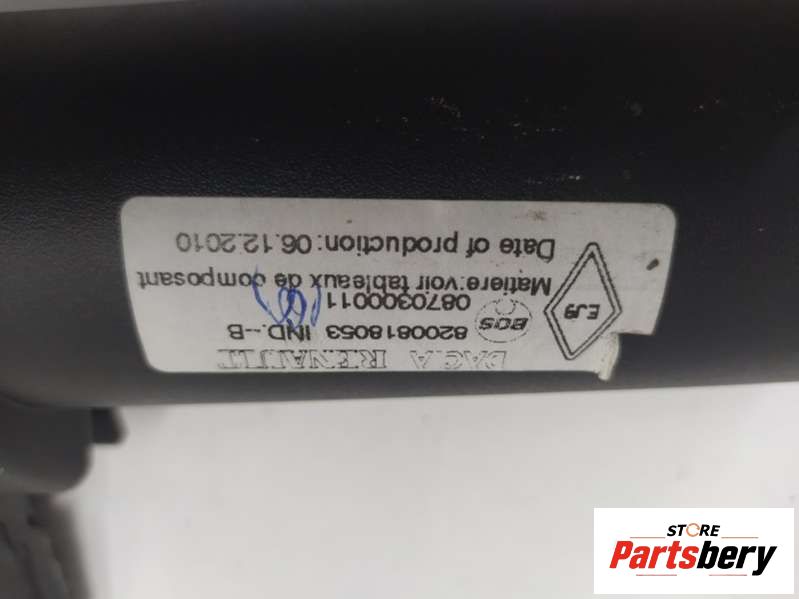 BAC A RENAULT
8200818053 IND.--B
BOS
0870300011
Matiere:voir tableaux de composant
Date of production: 06.12.2010
EJ9
STORE
Partsbery